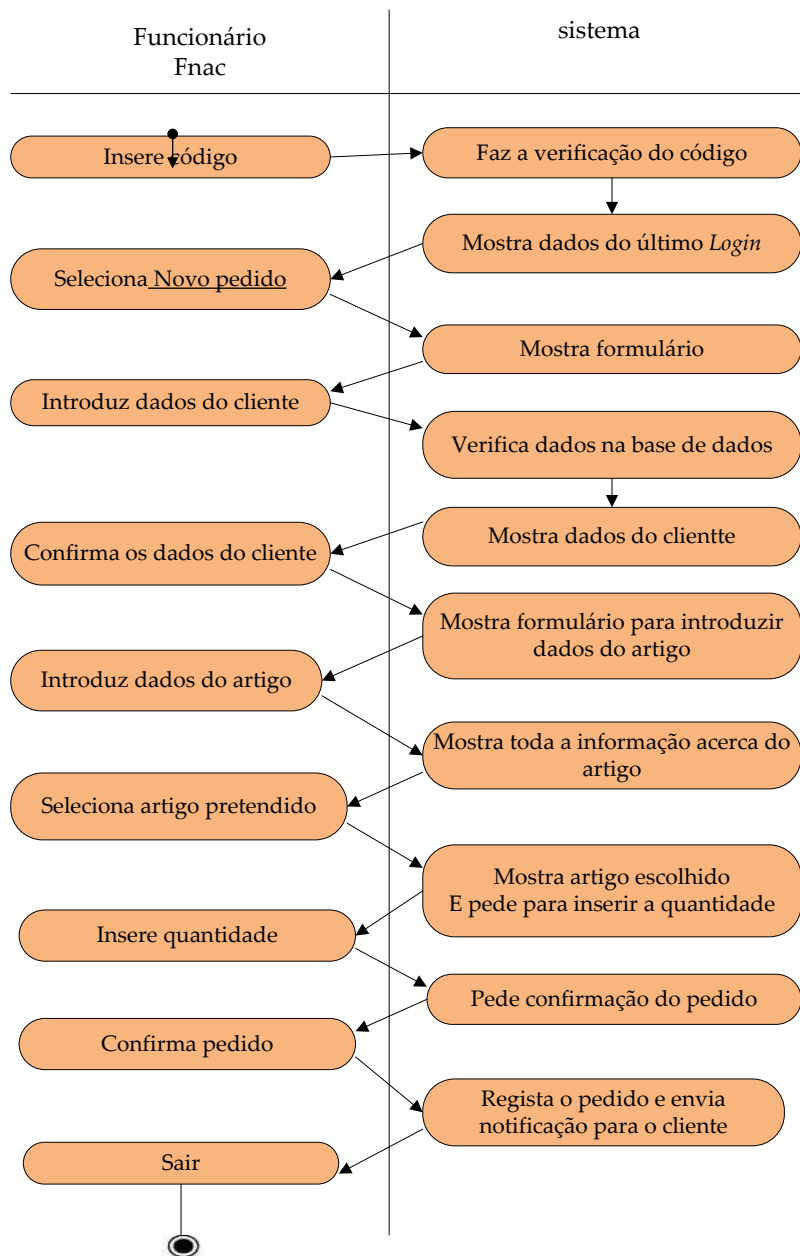 Funcionário
Fnac
sistema
Insere código
Faz a verificação do código
Mostra dados do último Login
Seleciona Novo pedido
Mostra formulário
Introduz dados do cliente
Verifica dados na base de dados
Mostra dados do clientte
Confirma os dados do cliente
Mostra formulário para introduzir
dados do artigo
Introduz dados do artigo
Mostra toda a informação acerca do
artigo
Seleciona artigo pretendido
Mostra artigo escolhido
E pede para inserir a quantidade
Insere quantidade
Pede confirmação do pedido
Confirma pedido
Regista o pedido e envia
notificação para o cliente
Sair